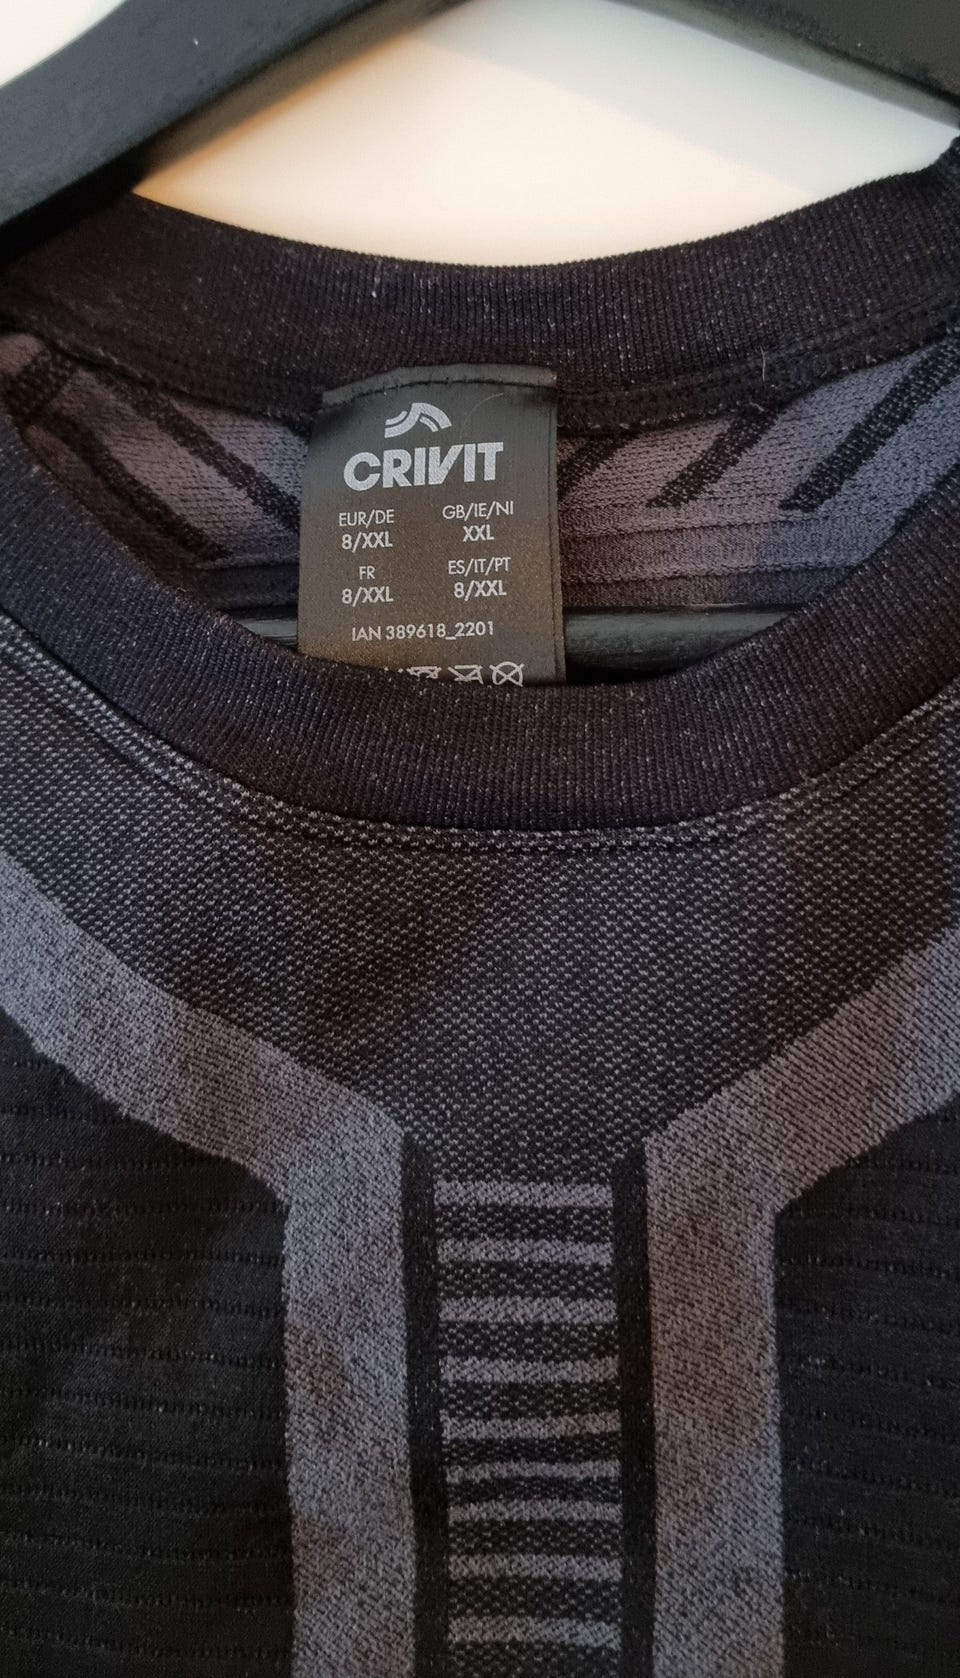 CRIVIT
EUR/DE GB/IE/NI
8/XXL XXL
FR ES/IT/PT
8/XXL 8/XXL
IAN 389618_2201